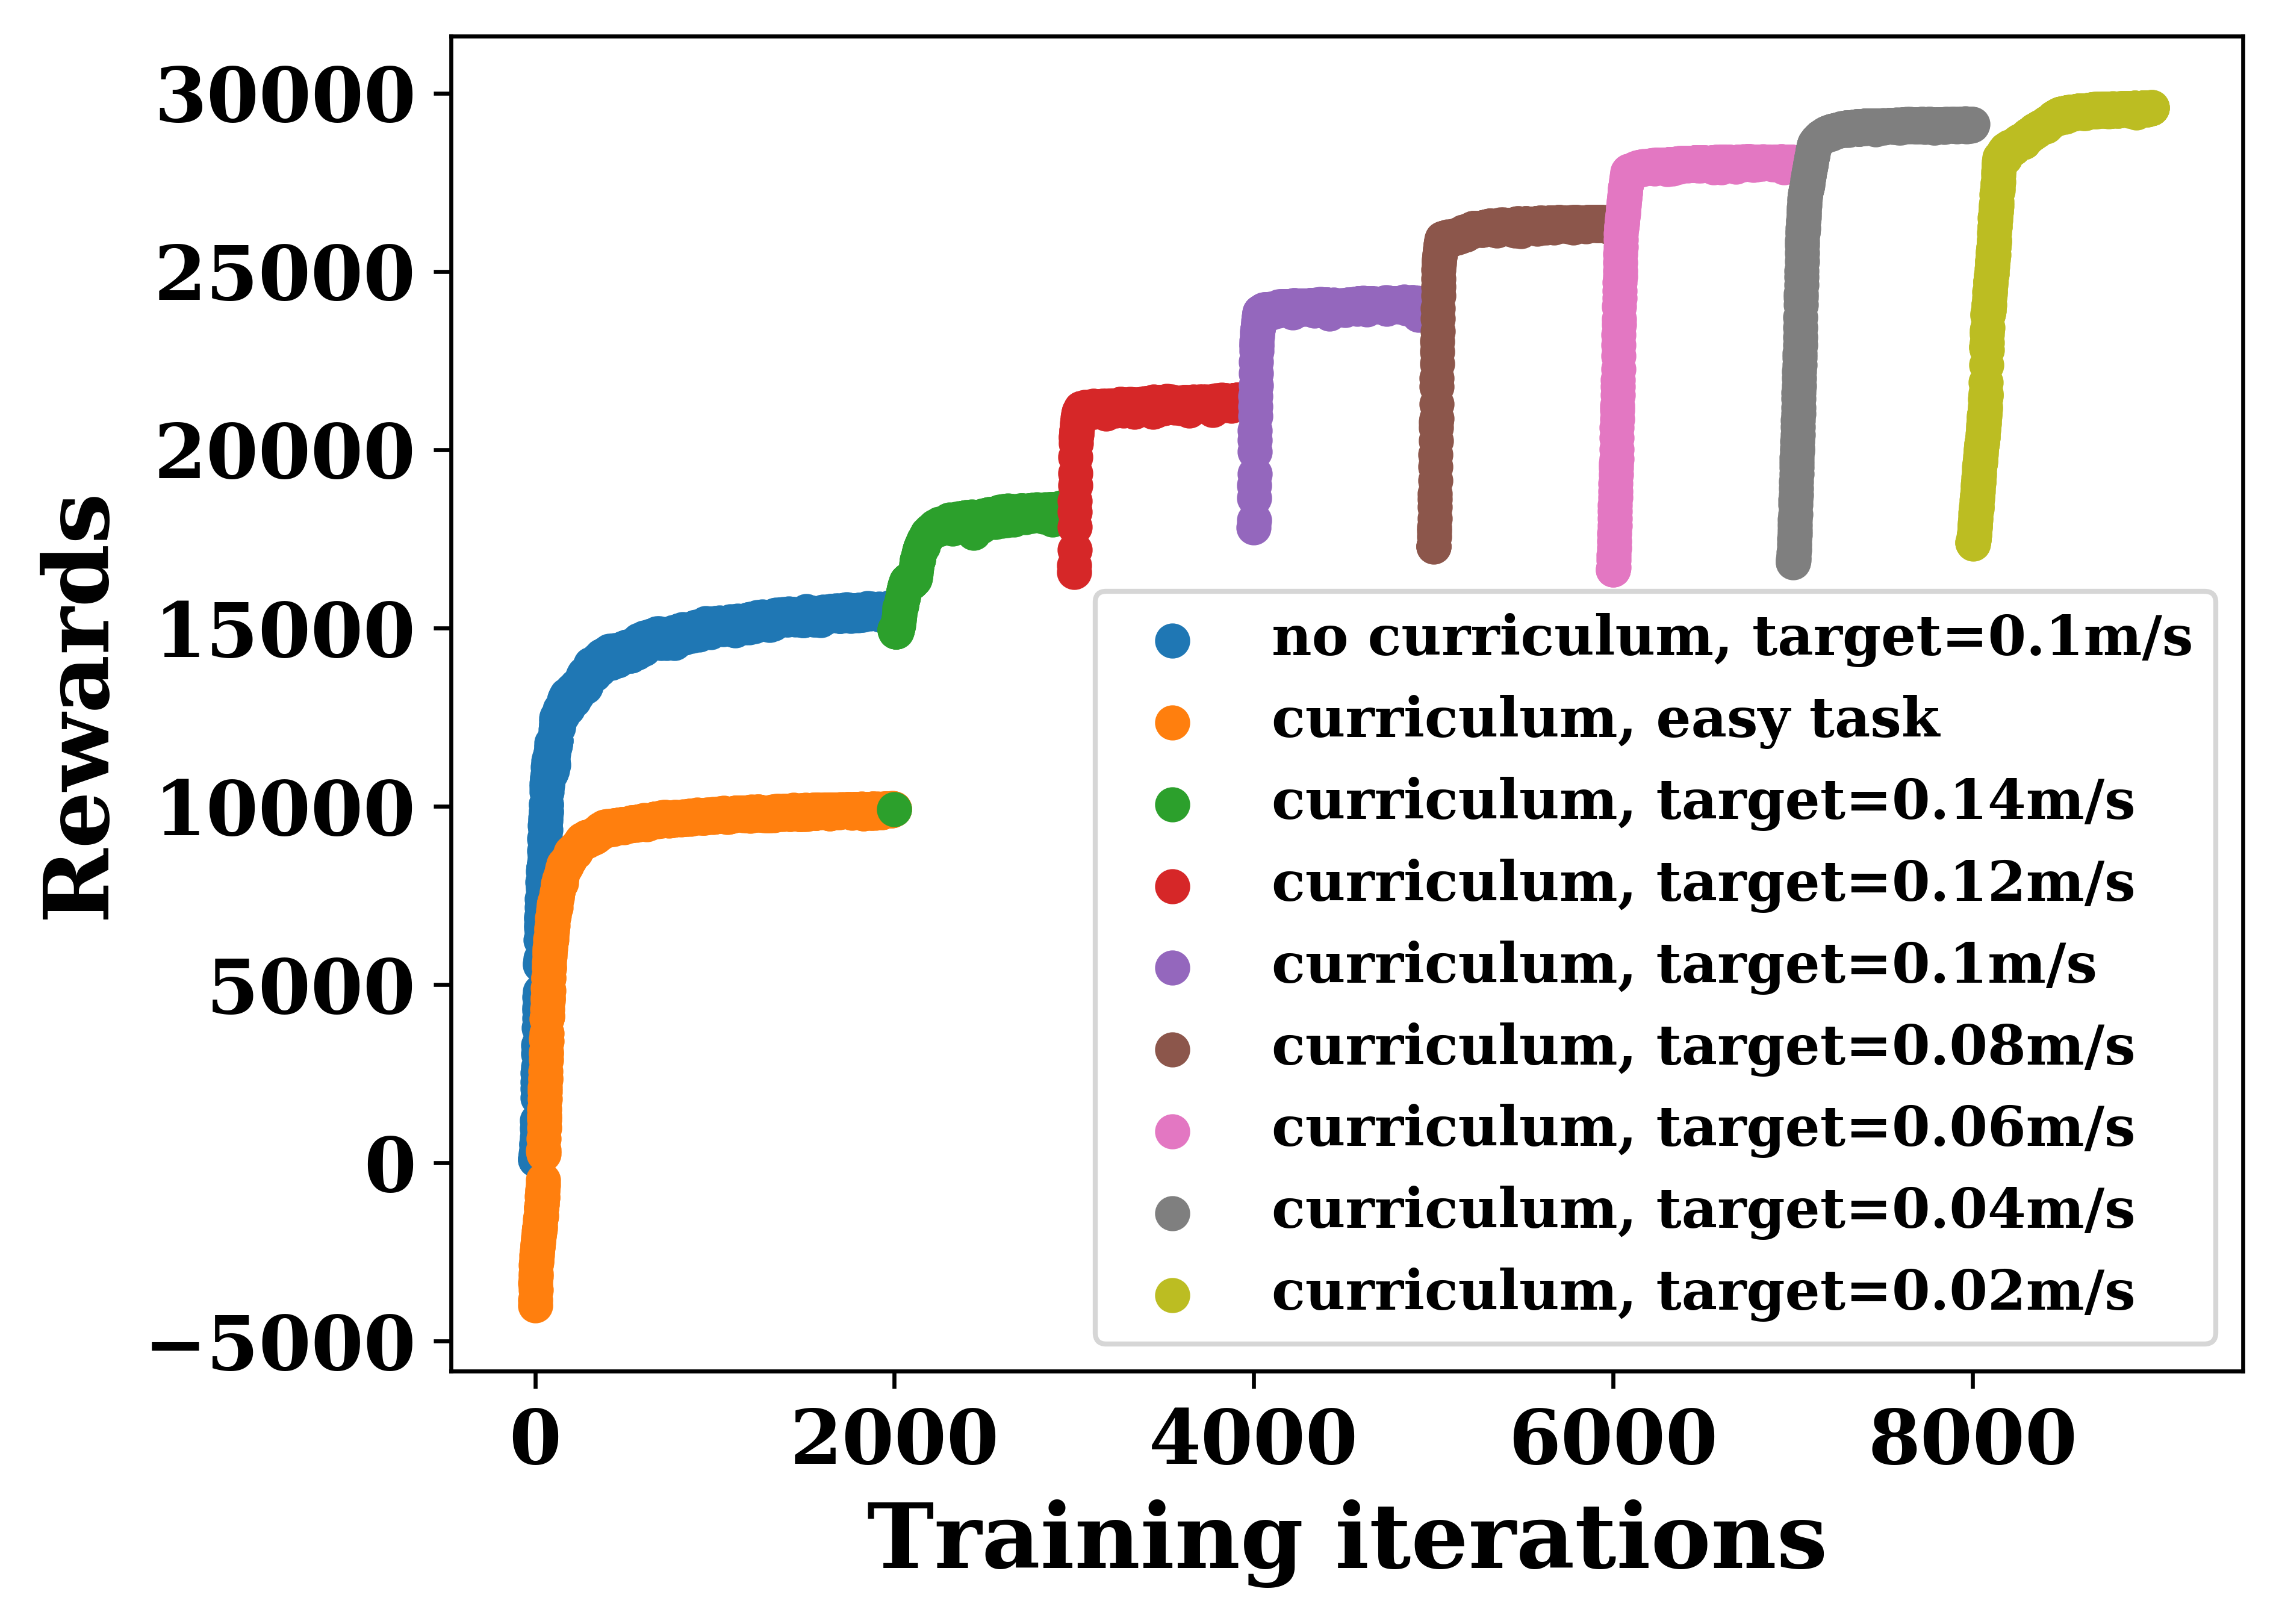 30000
25000
20000
15000
10000
5000
0
−5000
Rewards
no curriculum, target=0.1m/s
curriculum, easy task
curriculum, target=0.14m/s
curriculum, target=0.12m/s
curriculum, target=0.1m/s
curriculum, target=0.08m/s
curriculum, target=0.06m/s
curriculum, target=0.04m/s
curriculum, target=0.02m/s
0 2000 4000 6000 8000
Training iterations